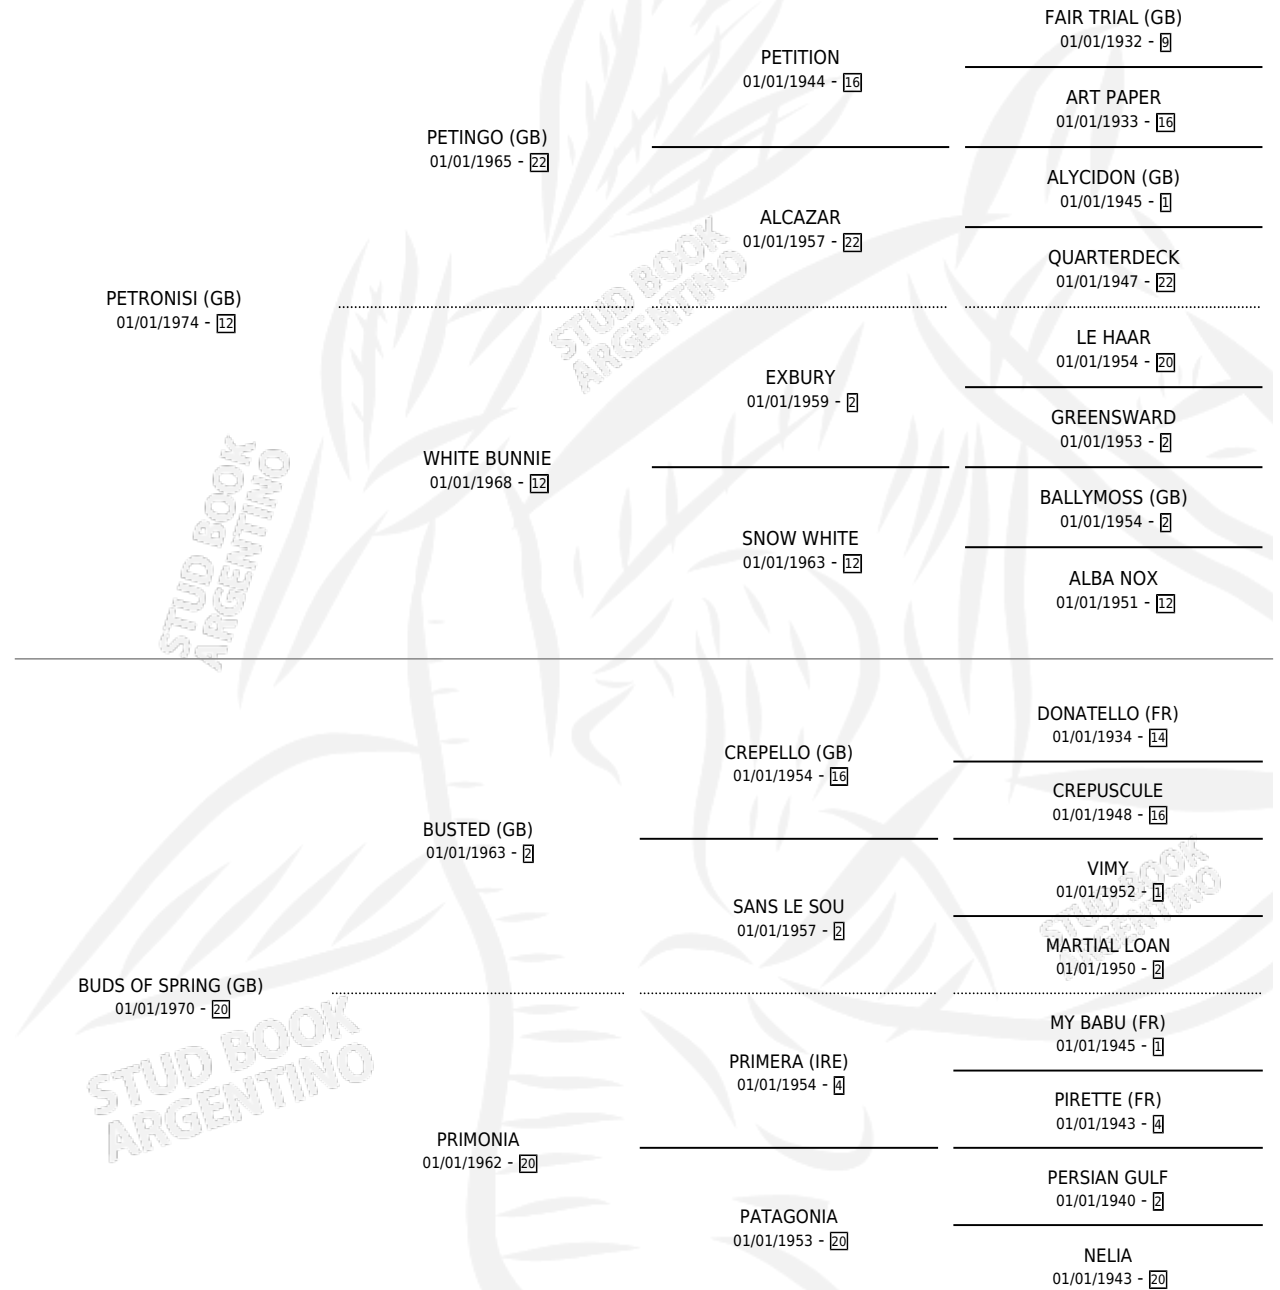 FAIR TRIAL (GB)
01/01/1932 - 9
PETITION
01/01/1944 - 16
ART PAPER
01/01/1933 - 16
PETINGO (GB)
01/01/1965 - 22
ALYCIDON (GB)
01/01/1945 - 1
ALCAZAR
01/01/1957 - 22
QUARTERDECK
01/01/1947 - 22
PETRONISI (GB)
01/01/1974 - 12
LE HAAR
01/01/1954 - 20
EXBURY
01/01/1959 - 2
GREENSWARD
01/01/1953 - 2
WHITE BUNNIE
01/01/1968 - 12
BALLYMOSS (GB)
01/01/1954 - 2
SNOW WHITE
01/01/1963 - 12
ALBA NOX
01/01/1951 - 12
STUD BOOK
ARGENTINO
STUD BOOK
ARGENTINO
DONATELLO (FR)
01/01/1934 - 14
CREPELLO (GB)
01/01/1954 - 16
CREPUSCULE
01/01/1948 - 16
BUSTED (GB)
01/01/1963 - 2
VIMY
01/01/1952 - 1
SANS LE SOU
01/01/1957 - 2
MARTIAL LOAN
01/01/1950 - 2
BUDS OF SPRING (GB)
01/01/1970 - 20
MY BABU (FR)
01/01/1945 - 1
PRIMERA (IRE)
01/01/1954 - 4
PIRETTE (FR)
01/01/1943 - 4
PRIMONIA
01/01/1962 - 20
PERSIAN GULF
01/01/1940 - 2
PATAGONIA
01/01/1953 - 20
NELIA
01/01/1943 - 20
STUD BOOK
ARGENTINO
STUD BOOK
ARGENTINO